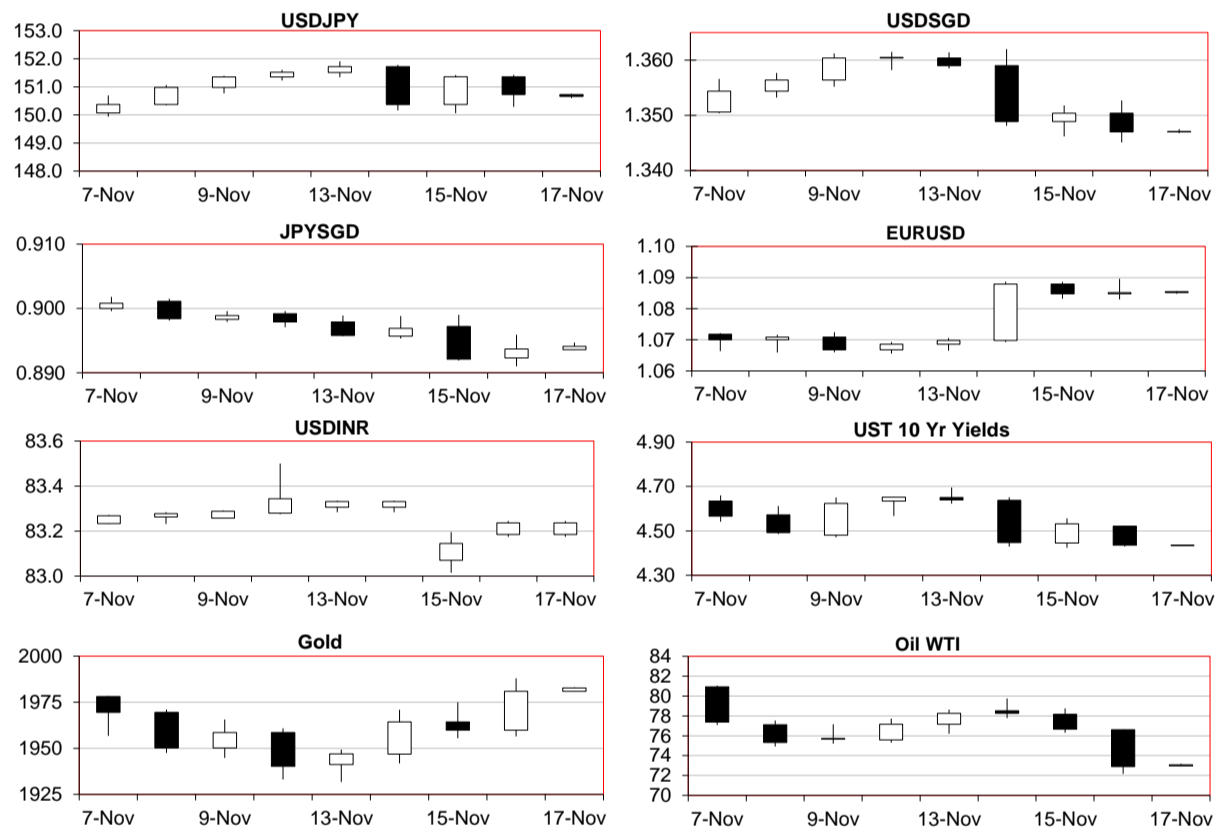 USDJPY
153.0
152.0
151.0
150.0
149.0
148.0
7-Nov 9-Nov 13-Nov 15-Nov 17-Nov
USDSGD
1.360
1.350
1.340
7-Nov 9-Nov 13-Nov 15-Nov 17-Nov
JPYSGD
0.910
0.900
0.890
7-Nov 9-Nov 13-Nov 15-Nov 17-Nov
EURUSD
1.10
1.09
1.08
1.07
1.06
7-Nov 9-Nov 13-Nov 15-Nov 17-Nov
USDINR
83.6
83.4
83.2
83.0
7-Nov 9-Nov 13-Nov 15-Nov 17-Nov
UST 10 Yr Yields
4.90
4.70
4.50
4.30
7-Nov 9-Nov 13-Nov 15-Nov 17-Nov
Gold
2000
1975
1950
1925
7-Nov 9-Nov 13-Nov 15-Nov 17-Nov
Oil WTI
84
82
80
78
76
74
72
70
7-Nov 9-Nov 13-Nov 15-Nov 17-Nov